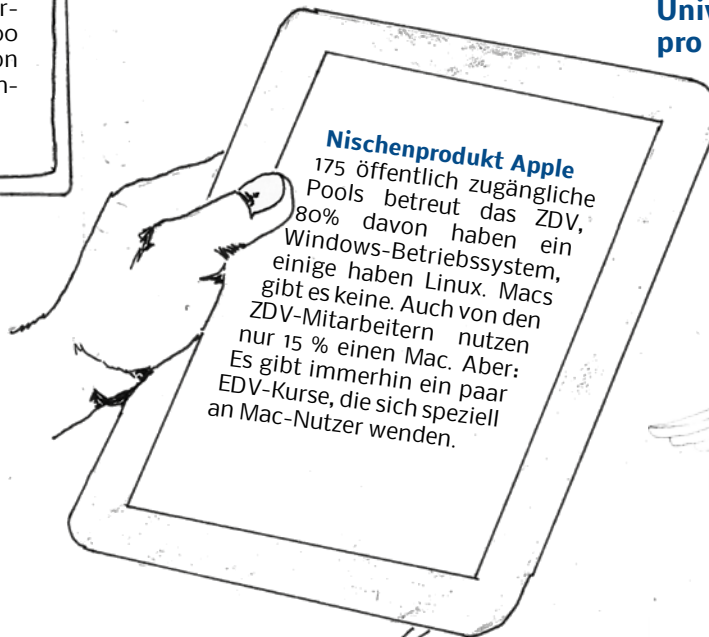 r-
oo
on
n-
Univ
pro
Nischenprodukt Apple
175 öffentlich zugängliche
Pools betreut das ZDV,
80% davon haben ein
Windows-Betriebssystem,
einige haben Linux. Macs
gibt es keine. Auch von den
ZDV-Mitarbeitern nutzen
nur 15 % einen Mac. Aber:
Es gibt immerhin ein paar
EDV-Kurse, die sich speziell
an Mac-Nutzer wenden.